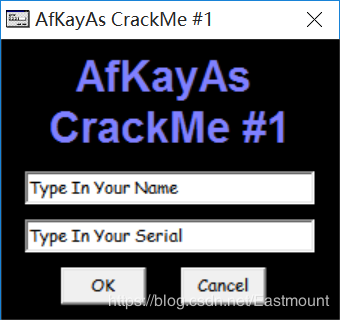 AfKayAs CrackMe #1
AfKayAs
CrackMe #1
Type In Your Name
Type In Your Serial
OK Cancel
https://blog.csdn.net/Eastmount